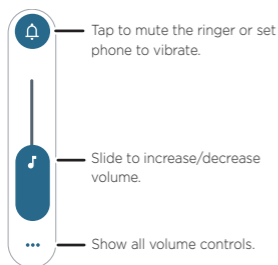 Tap to mute the ringer or set
phone to vibrate.
Slide to increase/decrease
volume.
Show all volume controls.